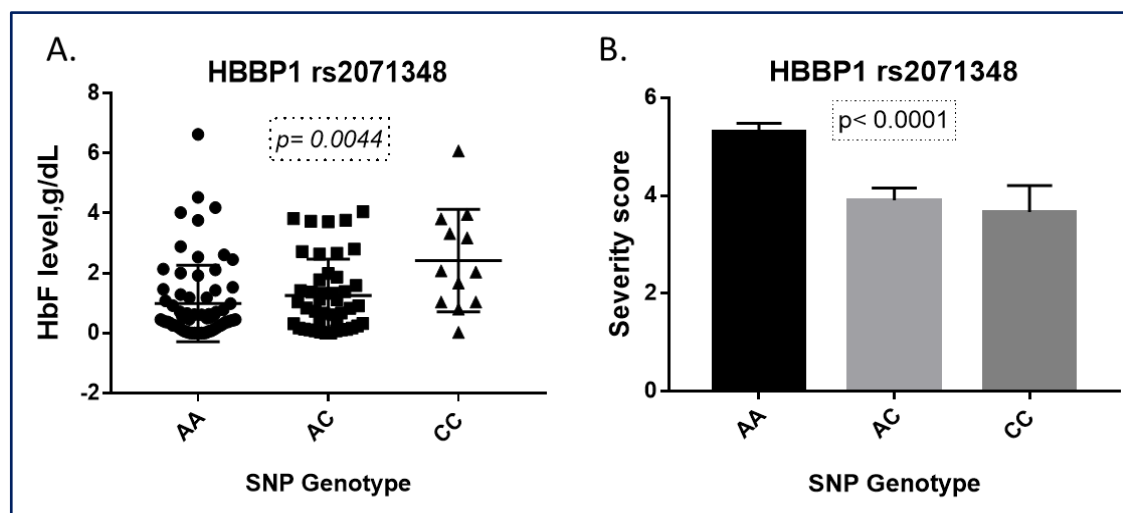 A.
HBBP1 rs2071348
p= 0.0044
HbF level,g/dL
8
6
4
2
0
-2
AA
AC
CC
SNP Genotype
B.
HBBP1 rs2071348
p< 0.0001
Severity score
6
4
2
0
AA
AC
CC
SNP Genotype